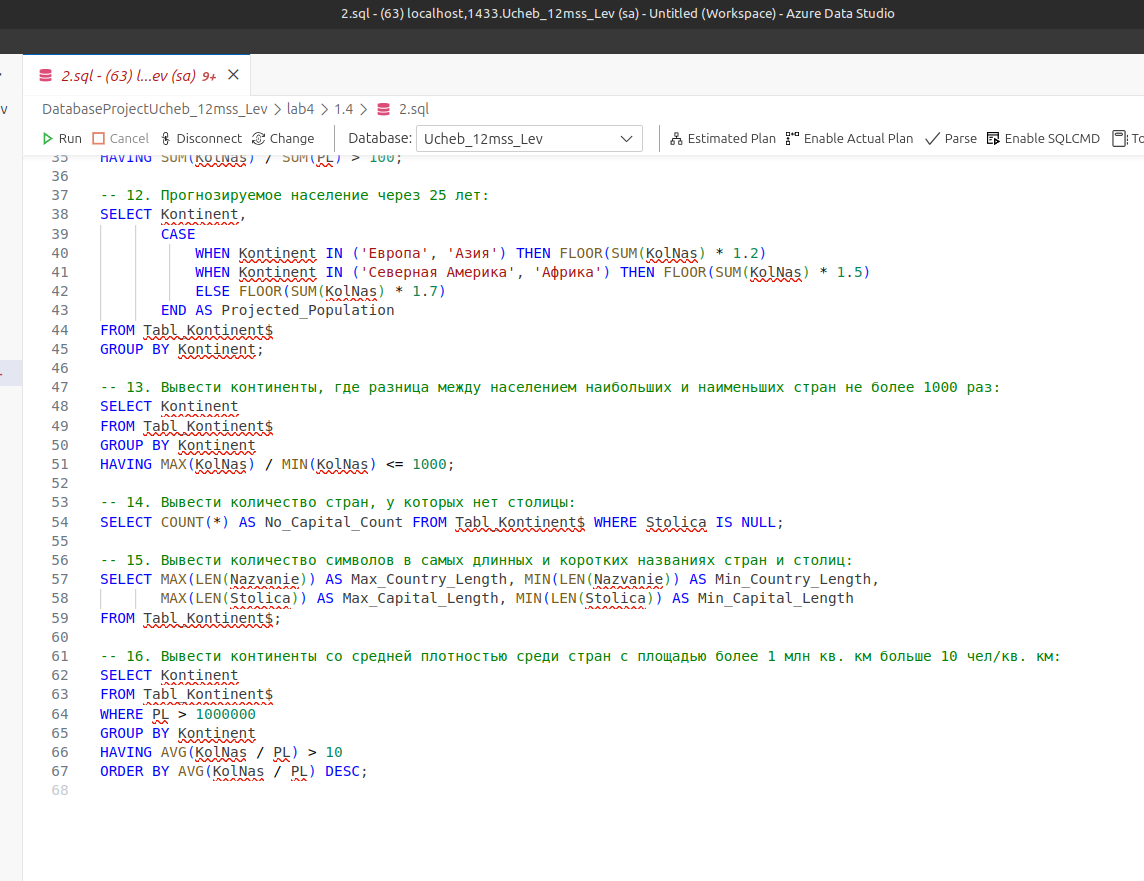 2.sql - (63) localhost,1433.Ucheb_12mss_Lev (sa) - Untitled (Workspace) - Azure Data Studio
2.sql - (63) l...ev (sa) 9+
DatabaseProjectUcheb_12mss_Lev > lab4 > 1.4 > 2.sql
Run Cancel Disconnect Change Database: Ucheb_12mss_Lev Estimated Plan Enable Actual Plan Parse Enable SQLCMD To
35 HAVING SUM(KolNas) / SUM(PL) > 100;
36
37 -- 12. Прогнозируемое население через 25 лет:
38 SELECT Kontinent,
39 CASE
40 WHEN Kontinent IN ('Европа', 'Азия') THEN FLOOR(SUM(KolNas) * 1.2)
41 WHEN Kontinent IN ('Северная Америка', 'Африка') THEN FLOOR(SUM(KolNas) * 1.5)
42 ELSE FLOOR(SUM(KolNas) * 1.7)
43 END AS Projected_Population
44 FROM Tabl_Kontinent$
45 GROUP BY Kontinent;
46
47 -- 13. Вывести континенты, где разница между населением наибольших и наименьших стран не более 1000 раз:
48 SELECT Kontinent
49 FROM Tabl_Kontinent$
50 GROUP BY Kontinent
51 HAVING MAX(KolNas) / MIN(KolNas) <= 1000;
52
53 -- 14. Вывести количество стран, у которых нет столицы:
54 SELECT COUNT(*) AS No_Capital_Count FROM Tabl_Kontinent$ WHERE Stolica IS NULL;
55
56 -- 15. Вывести количество символов в самых длинных и коротких названиях стран и столиц:
57 SELECT MAX(LEN(Nazvanie)) AS Max_Country_Length, MIN(LEN(Nazvanie)) AS Min_Country_Length,
58 MAX(LEN(Stolica)) AS Max_Capital_Length, MIN(LEN(Stolica)) AS Min_Capital_Length
59 FROM Tabl_Kontinent$;
60
61 -- 16. Вывести континенты со средней плотностью среди стран с площадью более 1 млн кв. км больше 10 чел/кв. км:
62 SELECT Kontinent
63 FROM Tabl_Kontinent$
64 WHERE PL > 1000000
65 GROUP BY Kontinent
66 HAVING AVG(KolNas / PL) > 10
67 ORDER BY AVG(KolNas / PL) DESC;
68